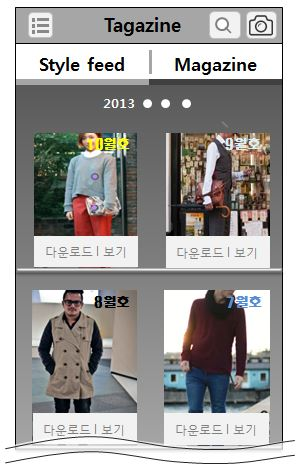 Tagazine
Style feed Magazine
2013
10월호 9월호
다운로드 | 보기 다운로드 | 보기
8월호 7월호
다운로드 | 보기 다운로드 | 보기